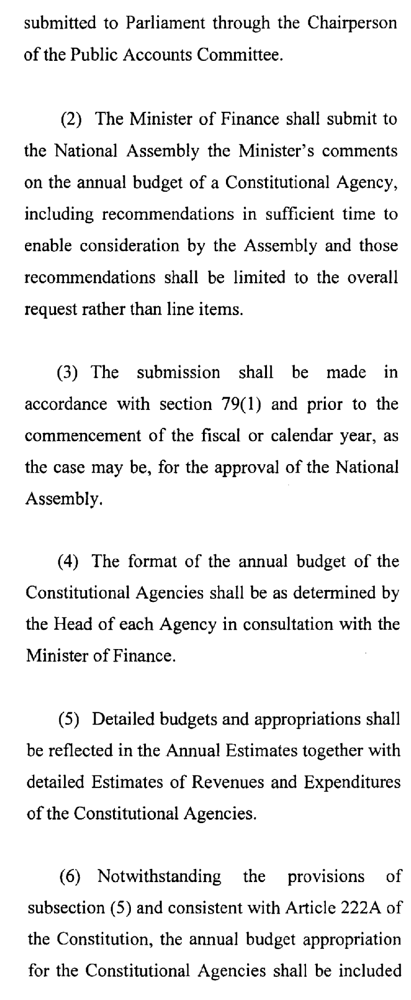 submitted to Parliament through the Chairperson
of the Public Accounts Committee.
(2) The Minister of Finance shall submit to
the National Assembly the Minister's comments
on the annual budget of a Constitutional Agency,
including recommendations in sufficient time to
enable consideration by the Assembly and those
recommendations shall be limited to the overall
request rather than line items.
(3) The submission shall be made in
accordance with section 79(1) and prior to the
commencement of the fiscal or calendar year, as
the case may be, for the approval of the National
Assembly.
(4) The format of the annual budget of the
Constitutional Agencies shall be as determined by
the Head of each Agency in consultation with the
Minister of Finance.
(5) Detailed budgets and appropriations shall
be reflected in the Annual Estimates together with
detailed Estimates of Revenues and Expenditures
of the Constitutional Agencies.
(6) Notwithstanding the provisions of
subsection (5) and consistent with Article 222A of
the Constitution, the annual budget appropriation
for the Constitutional Agencies shall be included